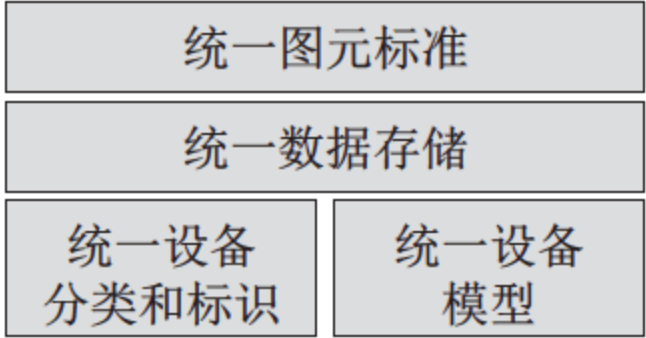 统一图元标准
统一数据存储
统一设备
分类和标识
统一设备
模型